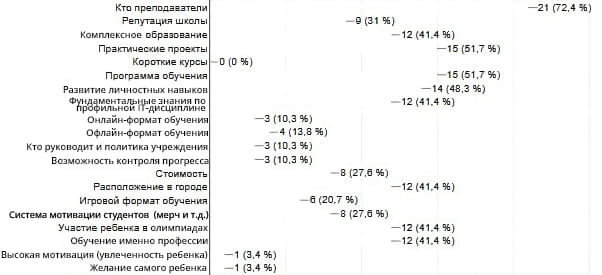 Кто преподаватели —21 (72,4 %)
Репутация школы —9 (31 %)
Комплексное образование —12 (41,4 %)
Практические проекты —15 (51,7 %)
Короткие курсы —0 (0 %)
Программа обучения —15 (51,7 %)
Развитие личностных навыков —14 (48,3 %)
Фундаментальные знания по
профильной IT-дисциплине —12 (41,4 %)
Онлайн-формат обучения —3 (10,3 %)
Офлайн-формат обучения —4 (13,8 %)
Кто руководит и политика учреждения —3 (10,3 %)
Возможность контроля прогресса —3 (10,3 %)
Стоимость —8 (27,6 %)
Расположение в городе —12 (41,4 %)
Игровой формат обучения —6 (20,7 %)
Система мотивации студентов (мерч и т.д.) —8 (27,6 %)
Участие ребенка в олимпиадах —12 (41,4 %)
Обучение именно профессии —12 (41,4 %)
Высокая мотивация (увлеченность ребенка) —1 (3,4 %)
Желание самого ребенка —1 (3,4 %)